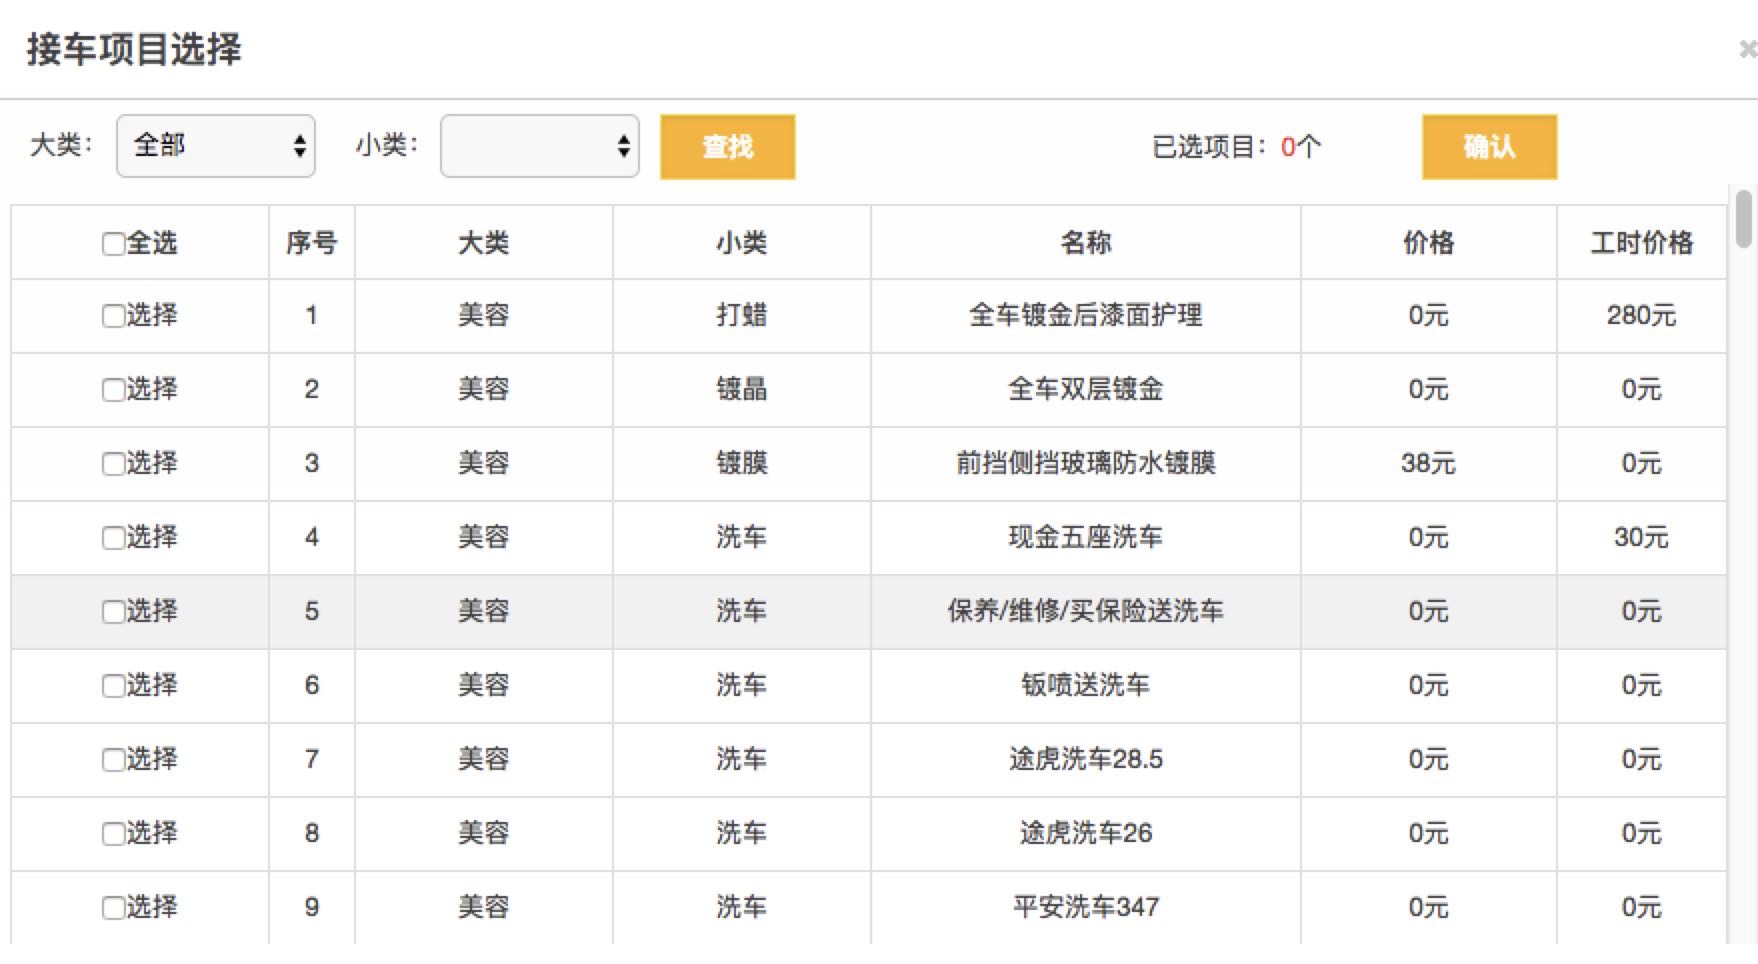 接车项目选择
大类： 全部 小类： 查找 已选项目：0个 确认
全选 序号 大类 小类 名称 价格 工时价格
选择 1 美容 打蜡 全车镀金后漆面护理 0元 280元
选择 2 美容 镀晶 全车双层镀金 0元 0元
选择 3 美容 镀膜 前挡侧挡玻璃防水镀膜 38元 0元
选择 4 美容 洗车 现金五座洗车 0元 30元
选择 5 美容 洗车 保养/维修/买保险送洗车 0元 0元
选择 6 美容 洗车 钣喷送洗车 0元 0元
选择 7 美容 洗车 途虎洗车28.5 0元 0元
选择 8 美容 洗车 途虎洗车26 0元 0元
选择 9 美容 洗车 平安洗车347 0元 0元